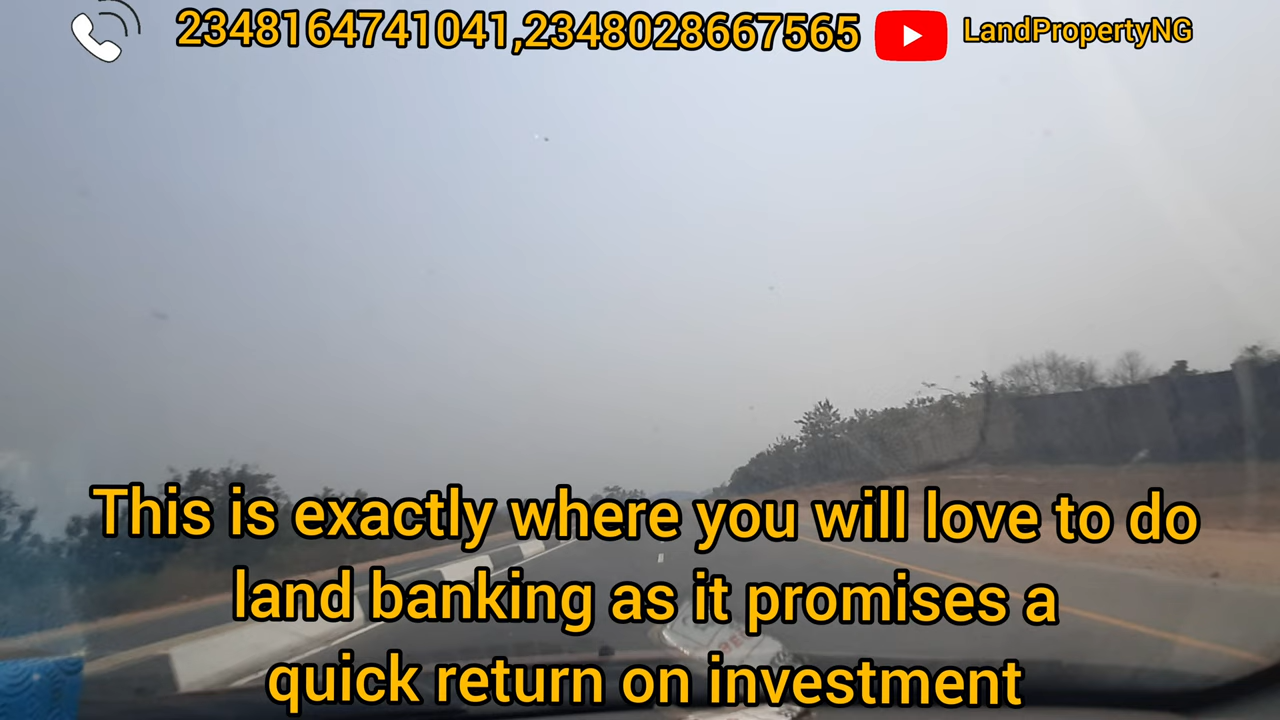 2348164741041,2348028667565 LandPropertyNG
This is exactly where you will love to do
land banking as it promises a
quick return on investment